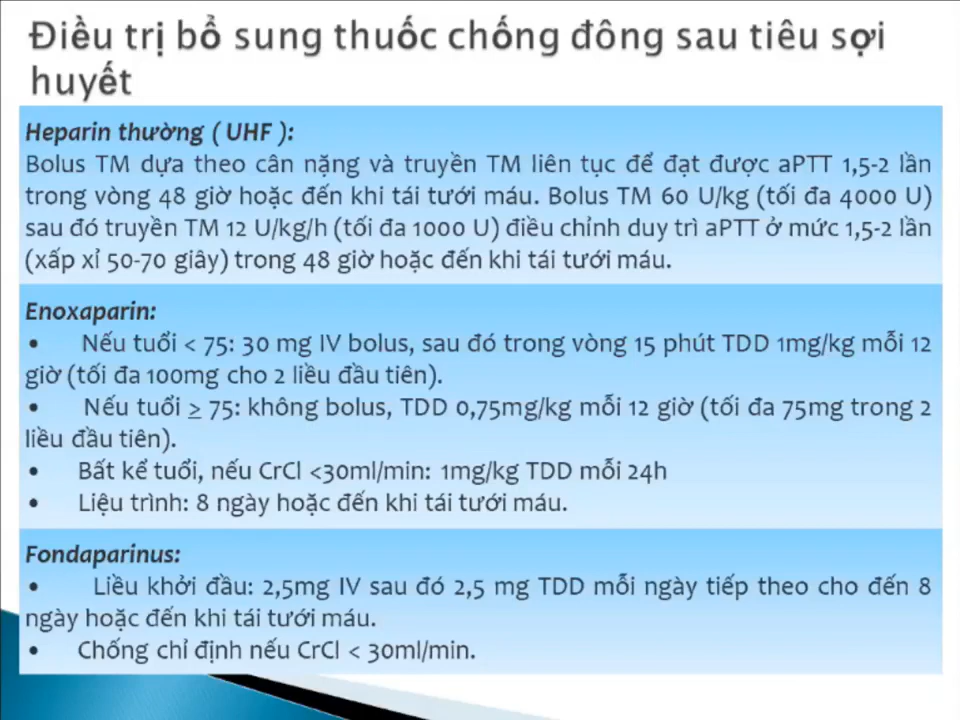 Điều trị bổ sung thuốc chống đông sau tiêu sợi
huyết
Heparin thường ( UHF ):
Bolus TM dựa theo cân nặng và truyền TM liên tục để đạt được aPTT 1,5-2 lần
trong vòng 48 giờ hoặc đến khi tái tưới máu. Bolus TM 60 U/kg (tối đa 4000 U)
sau đó truyền TM 12 U/kg/h (tối đa 1000 U) điều chỉnh duy trì aPTT ở mức 1,5-2 lần
(xấp xỉ 50-70 giây) trong 48 giờ hoặc đến khi tái tưới máu.
Enoxaparin:
• Nếu tuổi < 75: 30 mg IV bolus, sau đó trong vòng 15 phút TDD 1mg/kg mỗi 12
giờ (tối đa 100mg cho 2 liều đầu tiên).
• Nếu tuổi ≥ 75: không bolus, TDD 0,75mg/kg mỗi 12 giờ (tối đa 75mg trong 2
liều đầu tiên).
• Bất kể tuổi, nếu CrCl <30ml/min: 1mg/kg TDD mỗi 24h
• Liệu trình: 8 ngày hoặc đến khi tái tưới máu.
Fondaparinus:
• Liều khởi đầu: 2,5mg IV sau đó 2,5 mg TDD mỗi ngày tiếp theo cho đến 8
ngày hoặc đến khi tái tưới máu.
• Chống chỉ định nếu CrCl < 30ml/min.